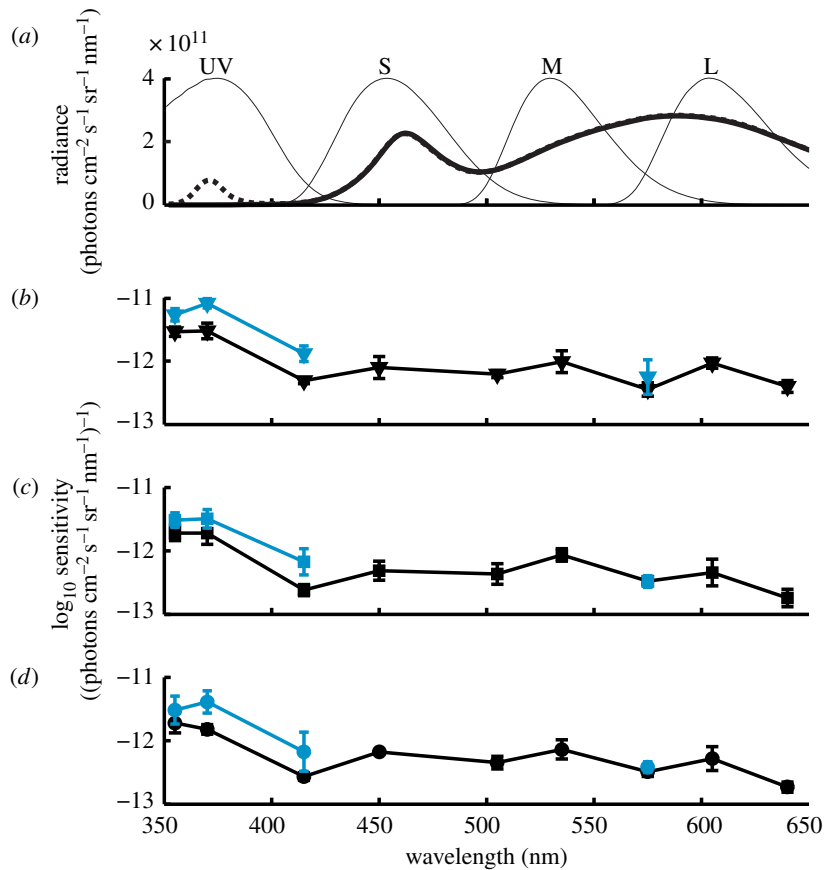 (a)
× 10¹¹
UV S M L
4
2
0
radiance
(photons cm⁻² s⁻¹ sr⁻¹ nm⁻¹)
(b)
−11
−12
−13
(c)
−11
−12
−13
log₁₀ sensitivity
((photons cm⁻² s⁻¹ sr⁻¹ nm⁻¹)⁻¹)
(d)
−11
−12
−13
350 400 450 500 550 600 650
wavelength (nm)